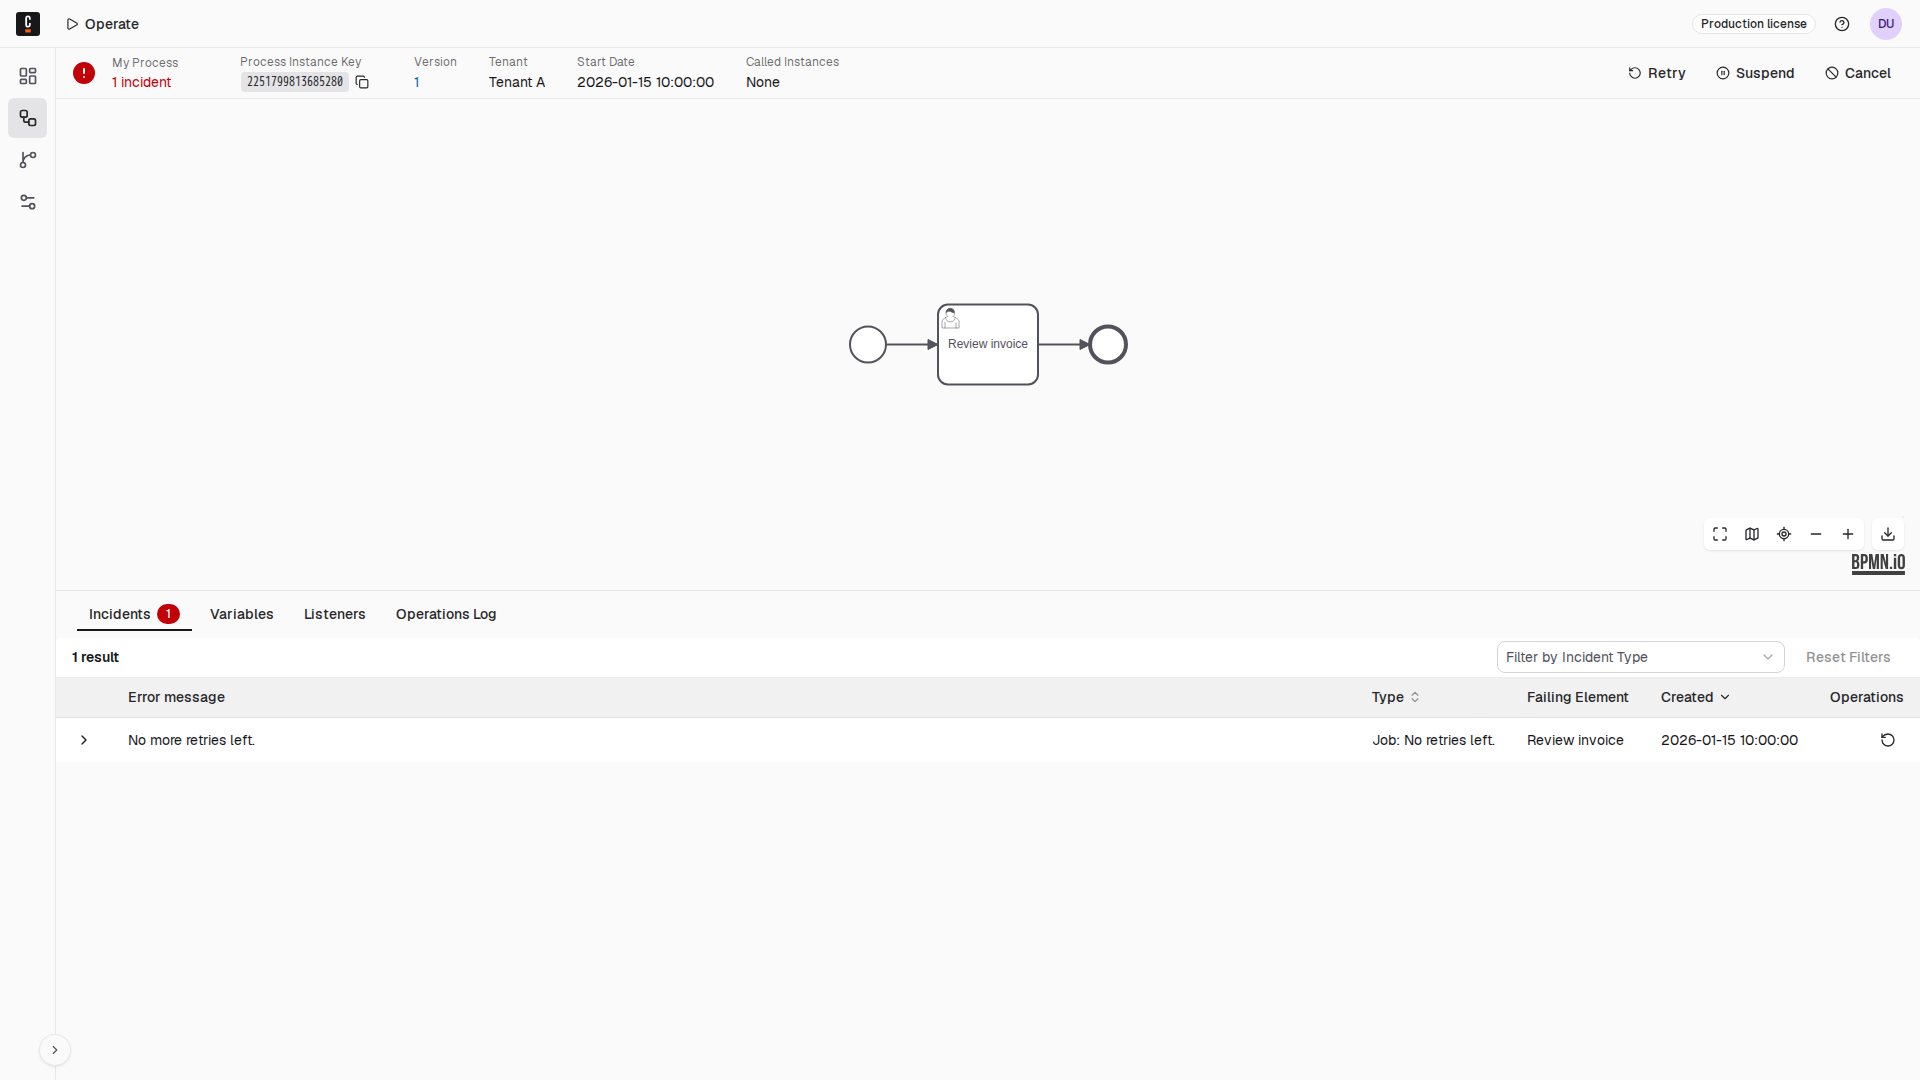 Operate
Production license
DU
My Process
1 incident
Process Instance Key
2251799813685280
Version
1
Tenant
Tenant A
Start Date
2026-01-15 10:00:00
Called Instances
None
Retry
Suspend
Cancel
Review invoice
BPMN.iO
Incidents 1
Variables
Listeners
Operations Log
1 result
Filter by Incident Type
Reset Filters
Error message
Type
Failing Element
Created
Operations
No more retries left.
Job: No retries left.
Review invoice
2026-01-15 10:00:00